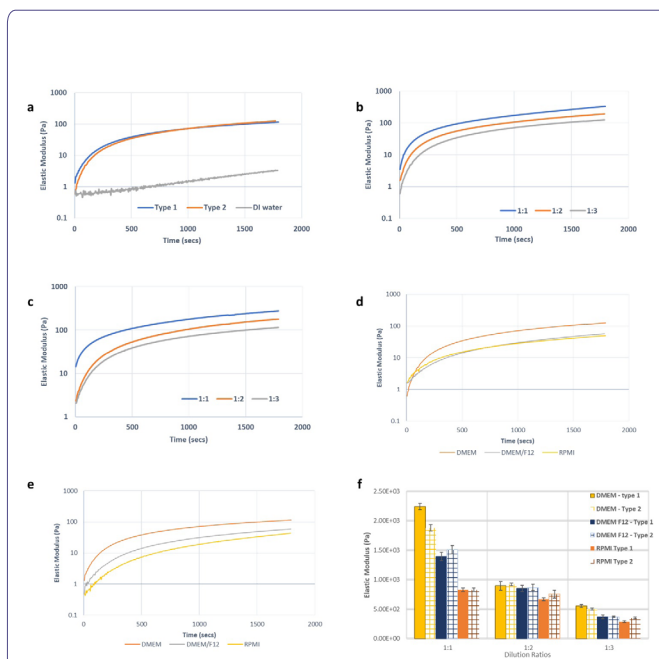 a
1000
100
10
1
0.1
Elastic Modulus (Pa)
0 500 1000 1500 2000
Type 1 Type 2 DI water
Time (secs)
b
1000
100
10
1
0.1
Elastic Modulus (Pa)
0 500 1000 1500 2000
1:1 1:2 1:3
Time (secs)
c
1000
100
10
1
Elastic Modulus (Pa)
0 500 1000 1500 2000
1:1 1:2 1:3
Time (secs)
d
1000
100
10
1
0.1
Elastic Modulus (Pa)
0 500 1000 1500 2000
Time (secs)
DMEM DMEM/F12 RPMI
e
1000
100
10
1
0.1
Elastic Modulus (Pa)
0 500 1000 1500 2000
Time (secs)
DMEM DMEM/F12 RPMI
f
2.50E+03
2.00E+03
1.50E+03
1.00E+03
5.00E+02
0.00E+00
Elastic Modulus (Pa)
DMEM - type 1
DMEM - Type 2
DMEM F12 - Type 1
DMEM F12 - Type 2
RPMI Type 1
RPMI Type 2
1:1 1:2 1:3
Dilution Ratios